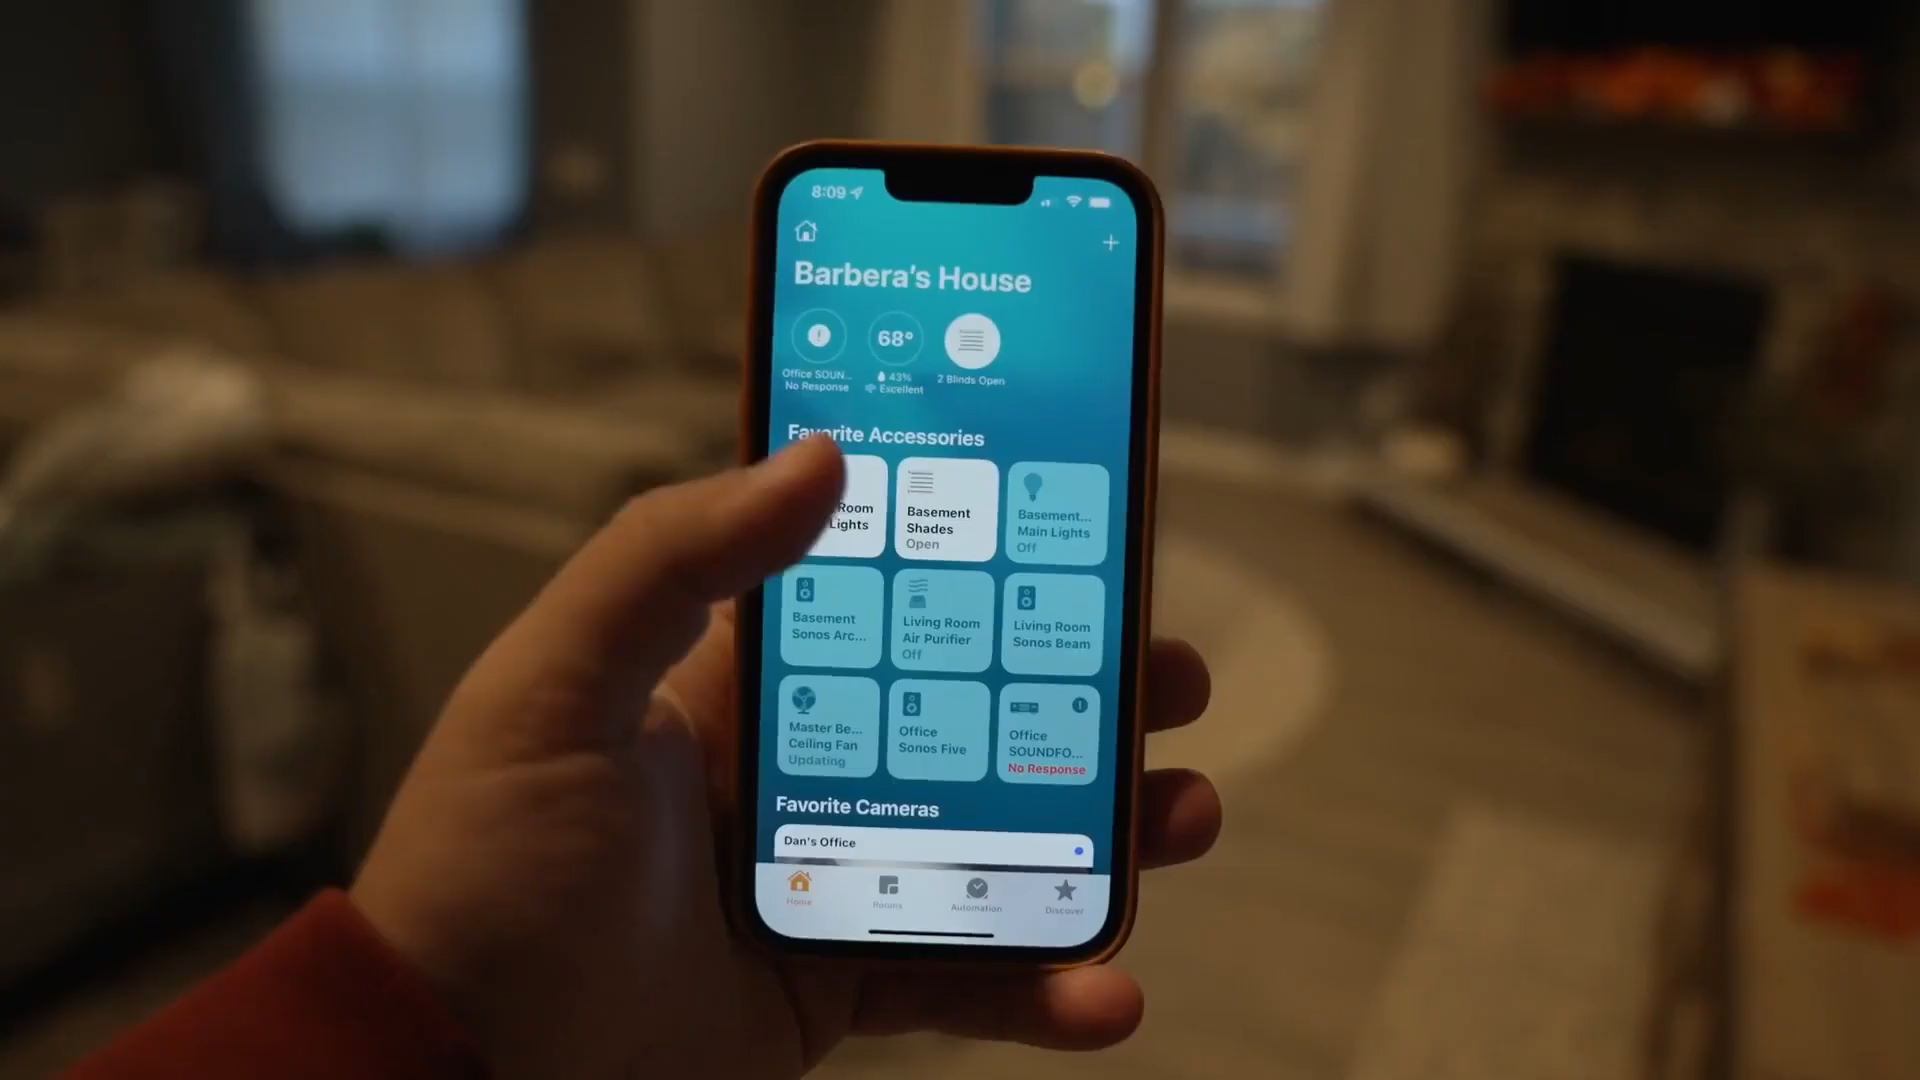 8:09
Barbera's House
68°
Office SOUN...
No Response
43%
Excellent
2 Blinds Open
Favorite Accessories
Room
Lights
Basement
Shades
Open
Basement...
Main Lights
Off
Basement
Sonos Arc...
Living Room
Air Purifier
Off
Living Room
Sonos Beam
Master Be...
Ceiling Fan
Updating
Office
Sonos Five
Office
SOUNDFO...
No Response
Favorite Cameras
Dan's Office
Home
Rooms
Automation
Discover